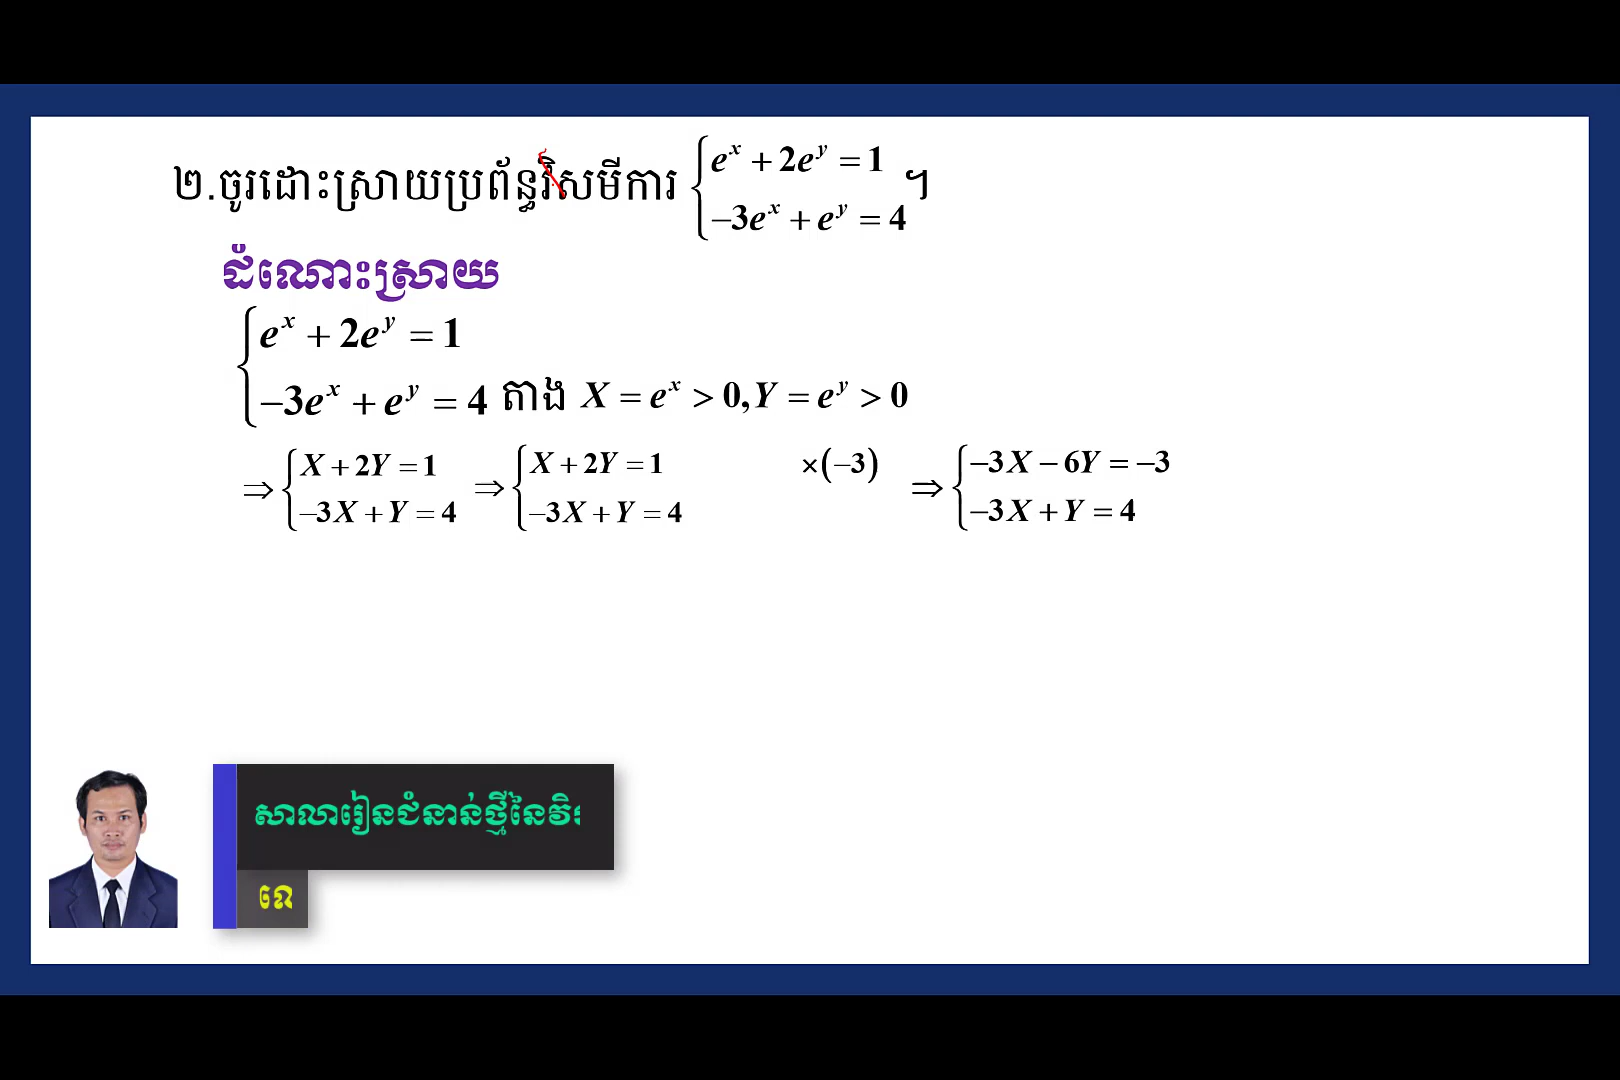 ២.ចូរដោះស្រាយប្រព័ន្ធវិសមីការ { e^x + 2e^y = 1 ; −3e^x + e^y = 4 ។
ដំណោះស្រាយ
{ e^x + 2e^y = 1
−3e^x + e^y = 4 តាង X = e^x > 0, Y = e^y > 0
⇒ { X + 2Y = 1 ; −3X + Y = 4 ⇒ { X + 2Y = 1 ; −3X + Y = 4 ×(−3) ⇒ { −3X − 6Y = −3 ; −3X + Y = 4
សាលារៀនជំនាន់ថ្មីនៃវិ